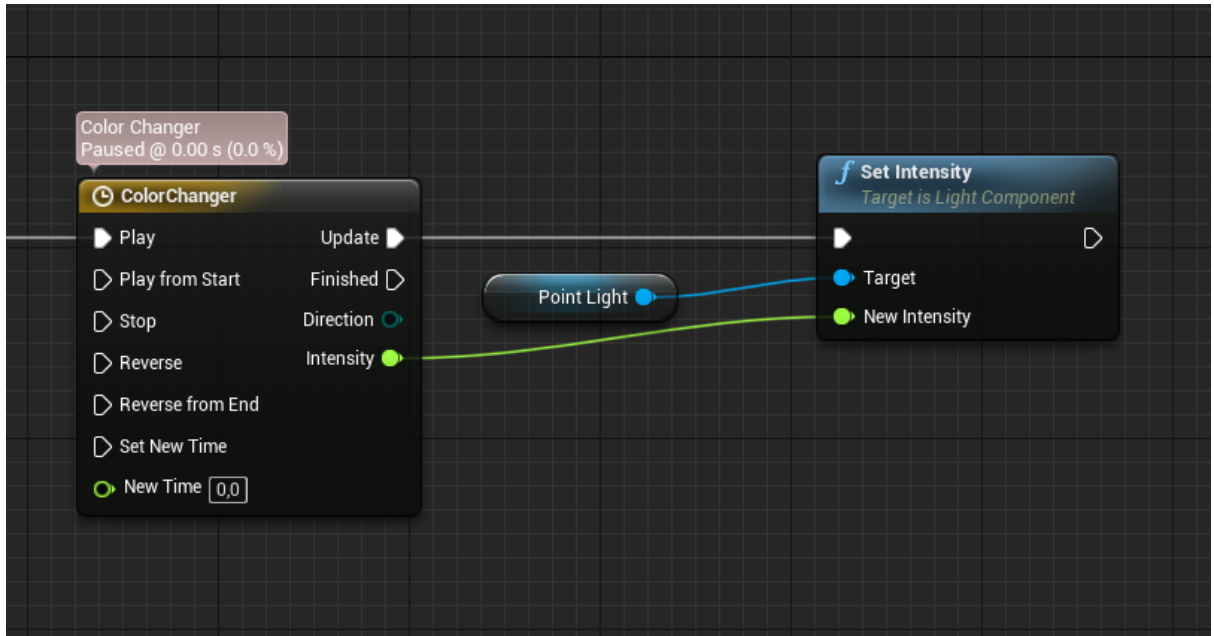 Color Changer
Paused @ 0.00 s (0.0 %)
ColorChanger
Play
Update
Play from Start
Finished
Stop
Direction
Reverse
Intensity
Reverse from End
Set New Time
New Time 0,0
Point Light
f Set Intensity
Target is Light Component
Target
New Intensity